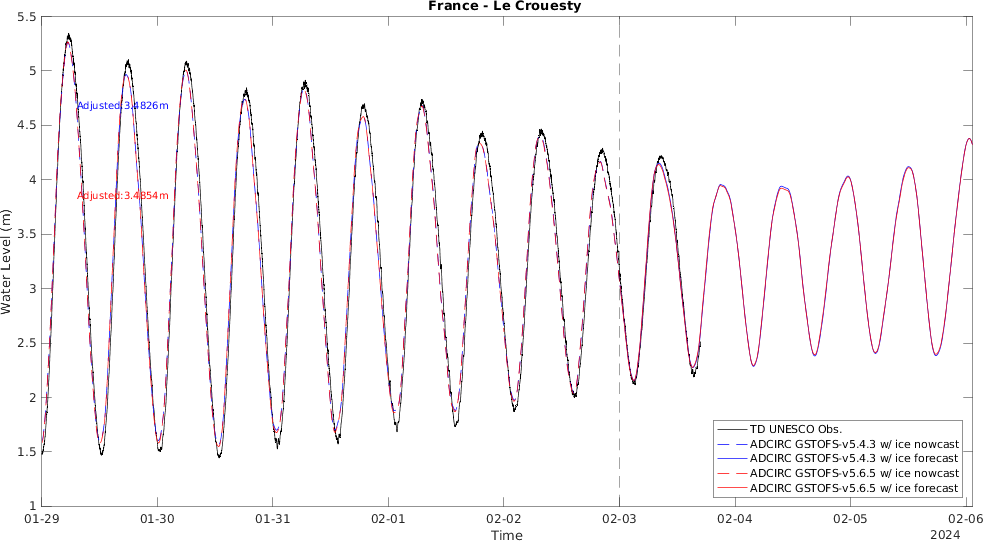 France - Le Crouesty
5.5
5
4.5
4
3.5
3
2.5
2
1.5
1
Water Level (m)
Adjusted:3.4826m
Adjusted:3.4854m
TD UNESCO Obs.
ADCIRC GSTOFS-v5.4.3 w/ ice nowcast
ADCIRC GSTOFS-v5.4.3 w/ ice forecast
ADCIRC GSTOFS-v5.6.5 w/ ice nowcast
ADCIRC GSTOFS-v5.6.5 w/ ice forecast
01-29 01-30 01-31 02-01 02-02 02-03 02-04 02-05 02-06
Time
2024